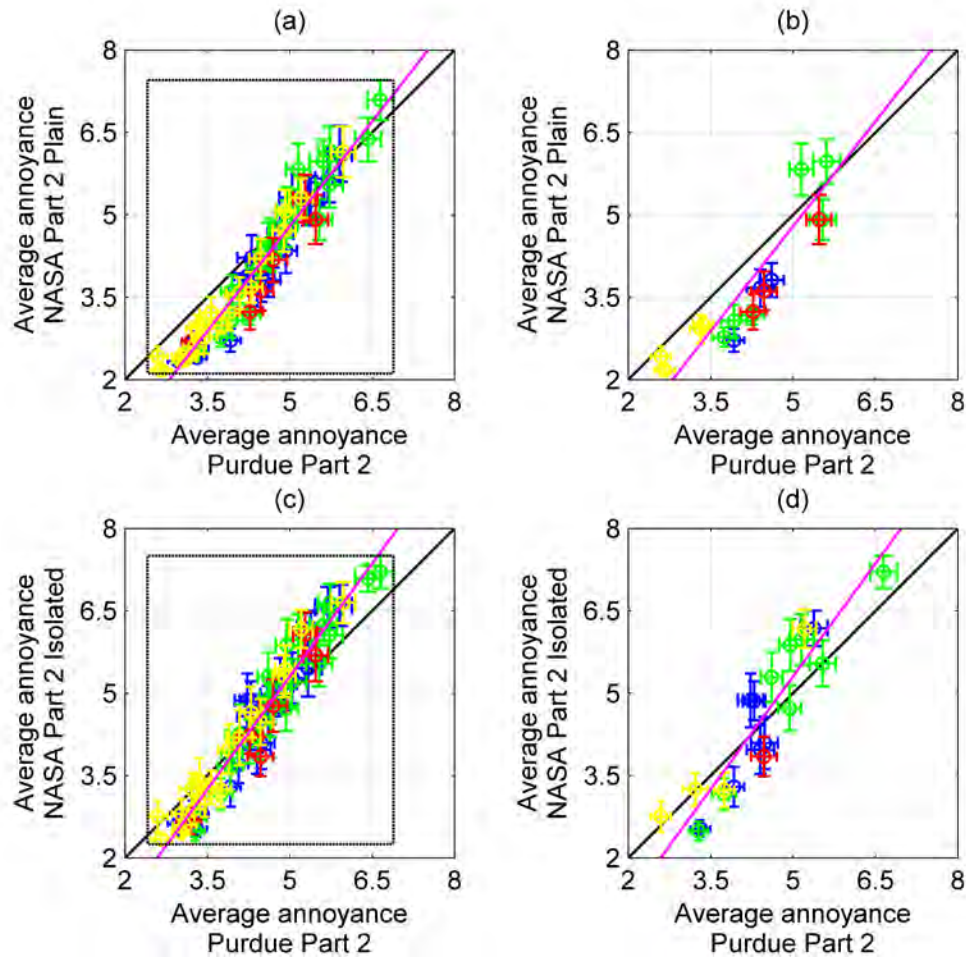 (a)
8
6.5
5
3.5
2
2 3.5 5 6.5 8
Average annoyance
NASA Part 2 Plain
Average annoyance
Purdue Part 2
(b)
8
6.5
5
3.5
2
2 3.5 5 6.5 8
Average annoyance
NASA Part 2 Plain
Average annoyance
Purdue Part 2
(c)
8
6.5
5
3.5
2
2 3.5 5 6.5 8
Average annoyance
NASA Part 2 Isolated
Average annoyance
Purdue Part 2
(d)
8
6.5
5
3.5
2
2 3.5 5 6.5 8
Average annoyance
NASA Part 2 Isolated
Average annoyance
Purdue Part 2